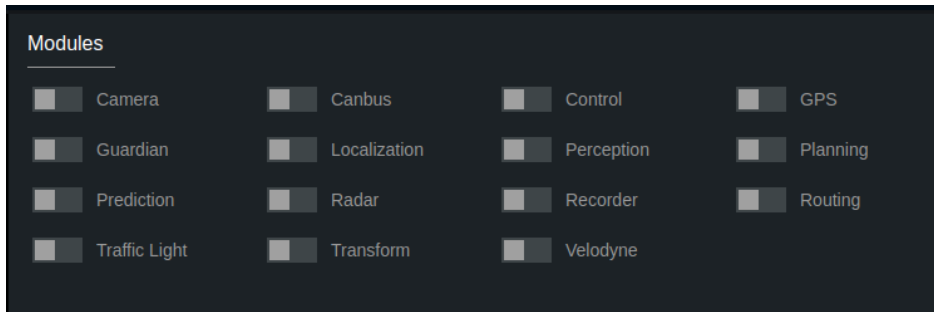 Modules
Camera Canbus Control GPS
Guardian Localization Perception Planning
Prediction Radar Recorder Routing
Traffic Light Transform Velodyne